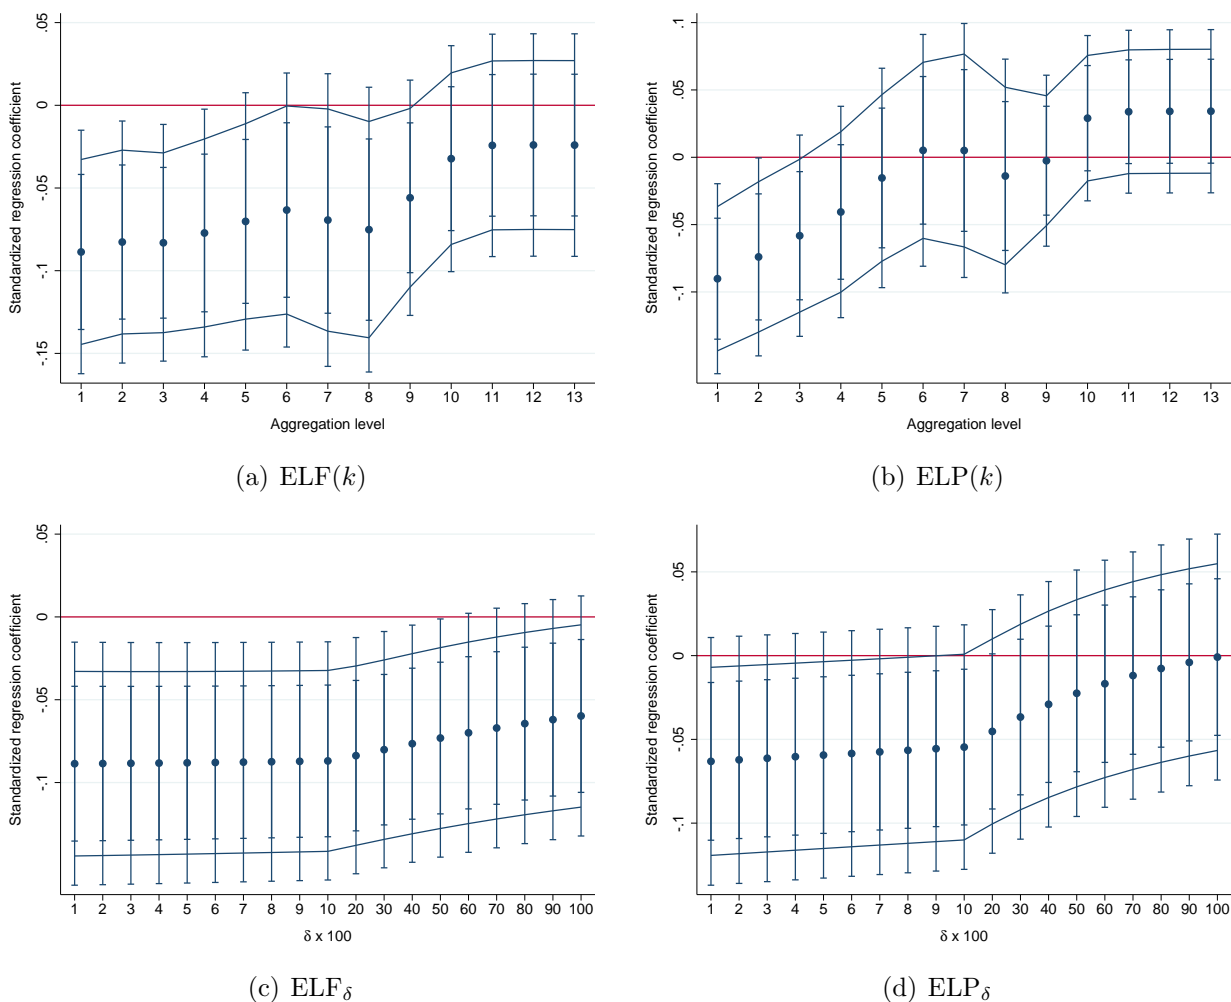 Standardized regression coefficient
.05
0
-.05
-.1
-.15
1 2 3 4 5 6 7 8 9 10 11 12 13
Aggregation level
(a) ELF(k)
Standardized regression coefficient
.1
.05
0
-.05
-.1
1 2 3 4 5 6 7 8 9 10 11 12 13
Aggregation level
(b) ELP(k)
Standardized regression coefficient
.05
0
-.05
-.1
1 2 3 4 5 6 7 8 9 10 20 30 40 50 60 70 80 90 100
δ x 100
(c) ELFδ
Standardized regression coefficient
.05
0
-.05
-.1
1 2 3 4 5 6 7 8 9 10 20 30 40 50 60 70 80 90 100
δ x 100
(d) ELPδ